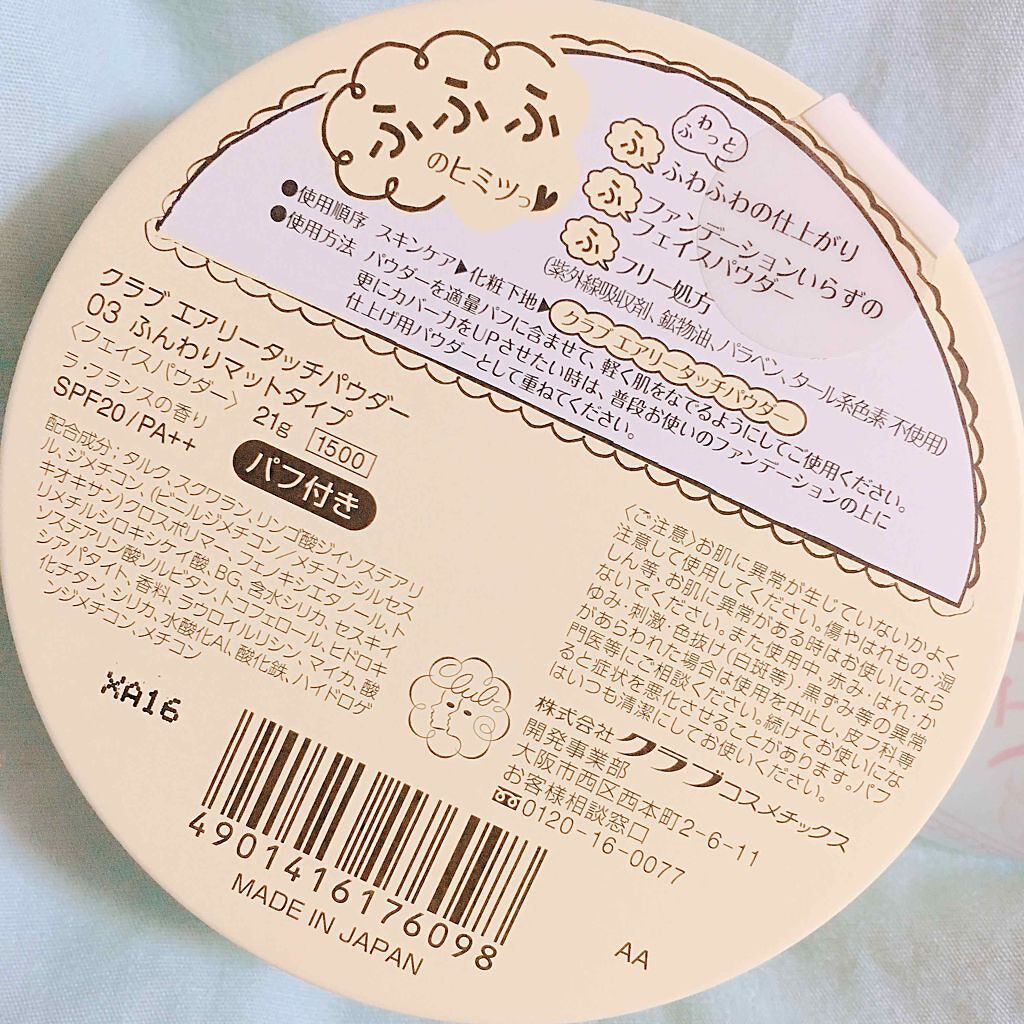 ふふふ
のヒミツっ♥
ふわっと
ふ ふわふわの仕上がり
ふ ファンデーションいらずの
フェイスパウダー
ふ フリー処方
(紫外線吸収剤、鉱物油、パラベン、タール系色素 不使用)
●使用順序 スキンケア▶化粧下地▶クラブ エアリータッチパウダー
●使用方法 パウダーを適量パフに含ませて、軽く肌をなでるようにしてご使用ください。
更にカバー力をUPさせたい時は、普段お使いのファンデーションの上に
仕上げ用パウダーとして重ねてください。
クラブ エアリータッチパウダー
03 ふんわりマットタイプ
〈フェイスパウダー〉 21g 1500
ラ・フランスの香り
SPF20/PA++
パフ付き
配合成分:タルク、スクワラン、リンゴ酸ジイソステアリ
ル、ジメチコン、(ビニルジメチコン/メチコンシルセス
キオキサン)クロスポリマー、フェノキシエタノール、ト
リメチルシロキシケイ酸、BG、含水シリカ、セスキイ
ソステアリン酸ソルビタン、トコフェロール、ヒドロキ
シアパタイト、香料、ラウロイルリシン、マイカ、酸
化チタン、シリカ、水酸化Al、酸化鉄、ハイドロゲ
ンジメチコン、メチコン
XA16
〈ご注意〉お肌に異常が生じていないかよく
注意して使用してください。傷やはれもの・湿
しん等、お肌に異常がある時はお使いになら
ないでください。また使用中、赤み・はれ・か
ゆみ・刺激・色抜け(白斑等)・黒ずみ等の異常
があらわれた場合は使用を中止し、皮フ科専
門医等にご相談ください。続けてお使いにな
ると症状を悪化させることがあります。パフ
はいつも清潔にしてお使いください。
Club
株式会社 クラブコスメチックス
開発事業部
大阪市西区西本町2-6-11
お客様相談窓口
0120-16-0077
4901416176098
MADE IN JAPAN
AA